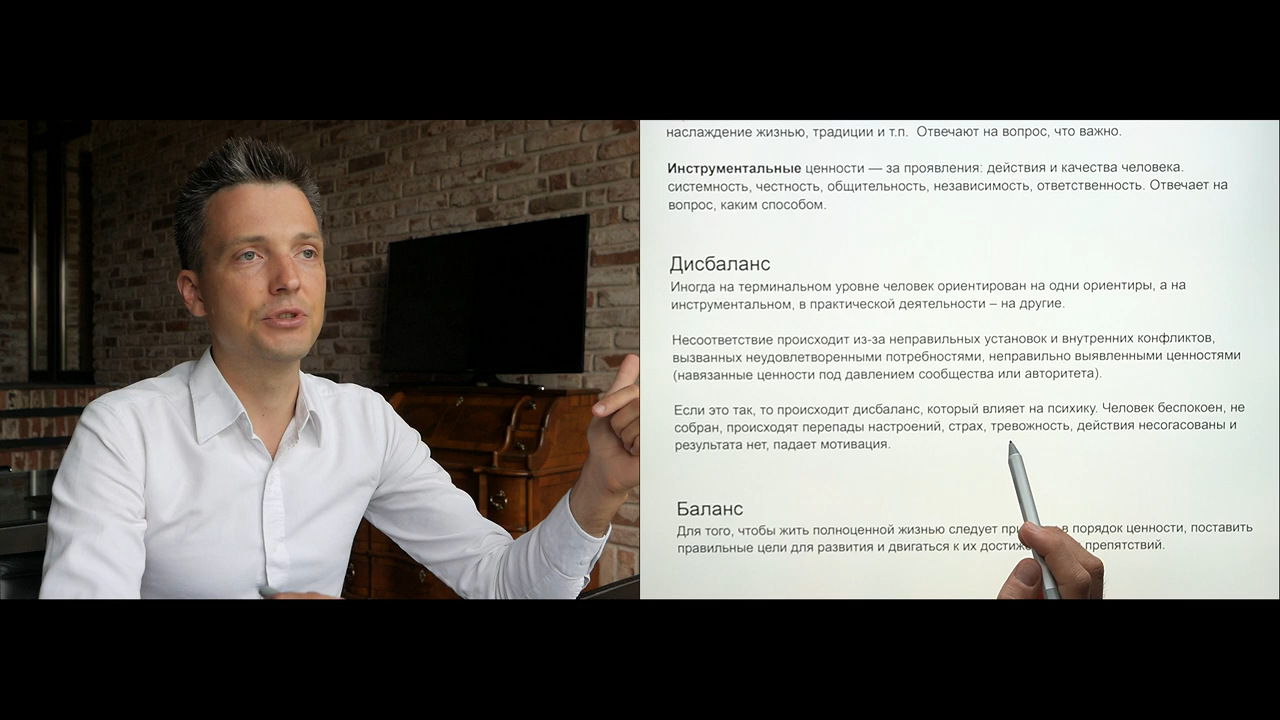 наслаждение жизнью, традиции и т.п. Отвечают на вопрос, что важно.
Инструментальные ценности — за проявления: действия и качества человека.
системность, честность, общительность, независимость, ответственность. Отвечает на
вопрос, каким способом.
Дисбаланс
Иногда на терминальном уровне человек ориентирован на одни ориентиры, а на
инструментальном, в практической деятельности – на другие.
Несоответствие происходит из-за неправильных установок и внутренних конфликтов,
вызванных неудовлетворенными потребностями, неправильно выявленными ценностями
(навязанные ценности под давлением сообщества или авторитета).
Если это так, то происходит дисбаланс, который влияет на психику. Человек беспокоен, не
собран, происходят перепады настроений, страх, тревожность, действия несогасованы и
результата нет, падает мотивация.
Баланс
Для того, чтобы жить полноценной жизнью следует в порядок ценности, поставить
правильные цели для развития и двигаться к их препятствий.